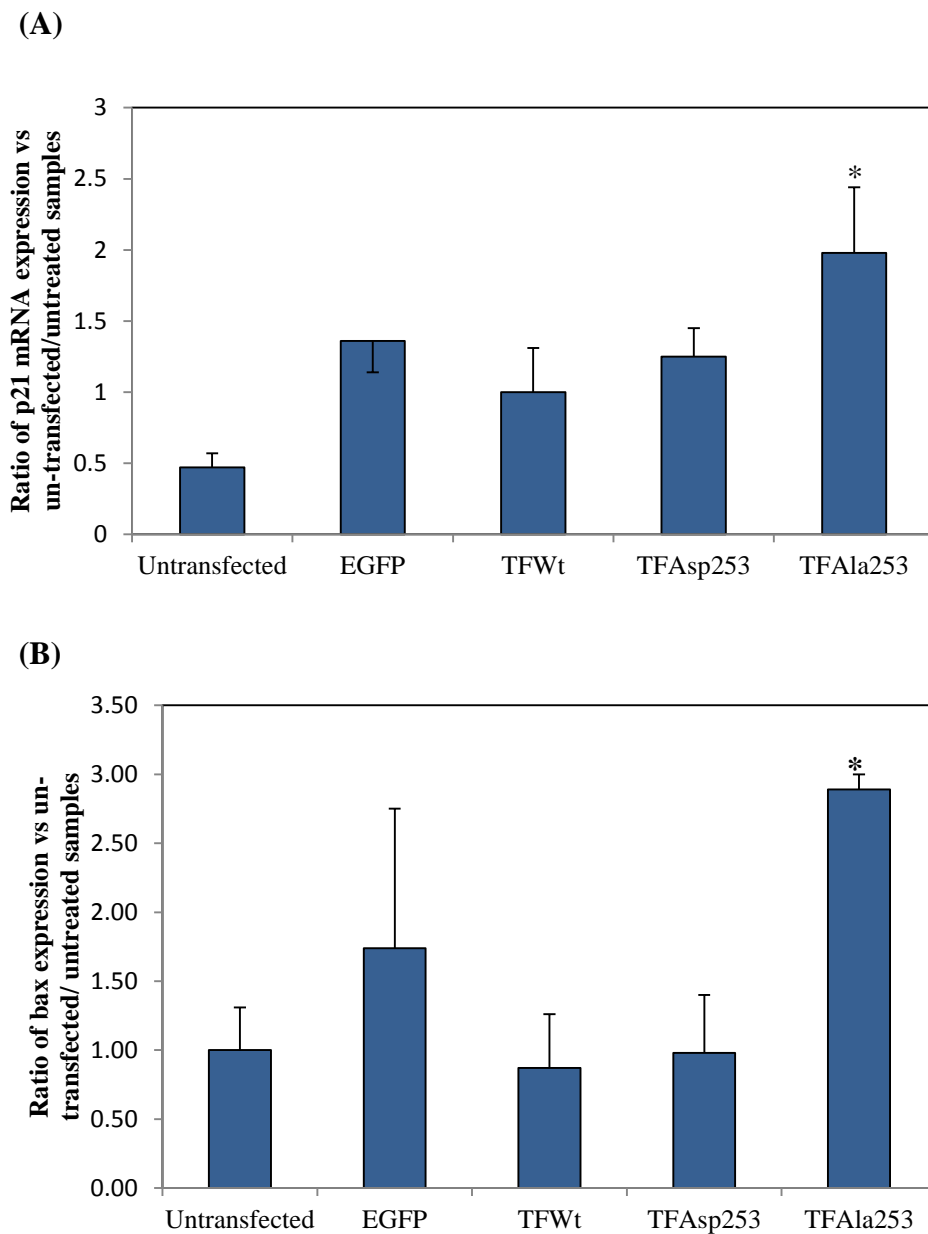 (A)
Ratio of p21 mRNA expression vs
un-transfected/untreated samples
3
2.5
2
1.5
1
0.5
0
*
Untransfected EGFP TFWt TFAsp253 TFAla253
(B)
Ratio of bax expression vs un-
transfected/ untreated samples
3.50
3.00
2.50
2.00
1.50
1.00
0.50
0.00
*
Untransfected EGFP TFWt TFAsp253 TFAla253